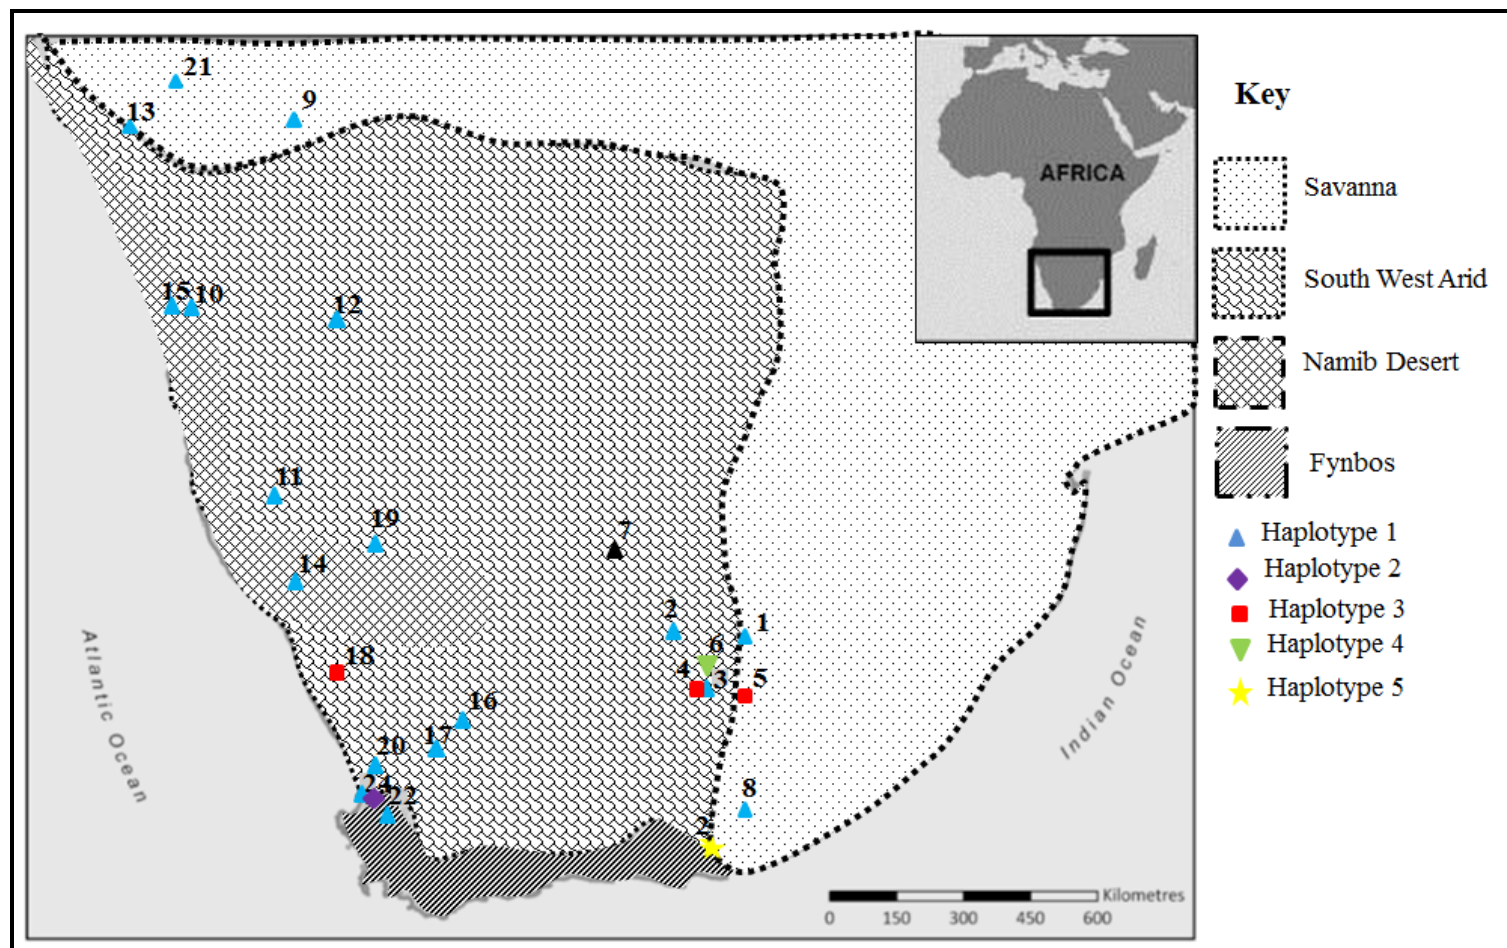 21
9
13
15
10
12
11
19
14
7
2
1
6
4
3
5
18
16
17
20
24
22
8
2
Atlantic Ocean
Indian Ocean
AFRICA
Kilometres
0 150 300 450 600
Key
Savanna
South West Arid
Namib Desert
Fynbos
Haplotype 1
Haplotype 2
Haplotype 3
Haplotype 4
Haplotype 5